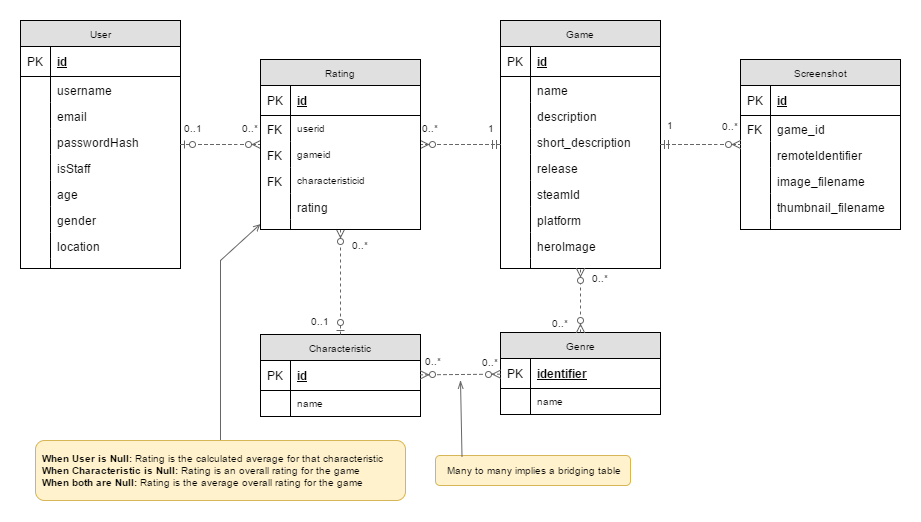 User
PK id
username
email
passwordHash
isStaff
age
gender
location
0..1
0..*
Rating
PK id
FK userid
FK gameid
FK characteristicid
rating
0..*
1
Game
PK id
name
description
short_description
release
steamId
platform
heroImage
1
0..*
Screenshot
PK id
FK game_id
remoteIdentifier
image_filename
thumbnail_filename
0..*
0..1
0..*
0..*
Characteristic
PK id
name
0..*
0..*
Genre
PK identifier
name
When User is Null: Rating is the calculated average for that characteristic
When Characteristic is Null: Rating is an overall rating for the game
When both are Null: Rating is the average overall rating for the game
Many to many implies a bridging table